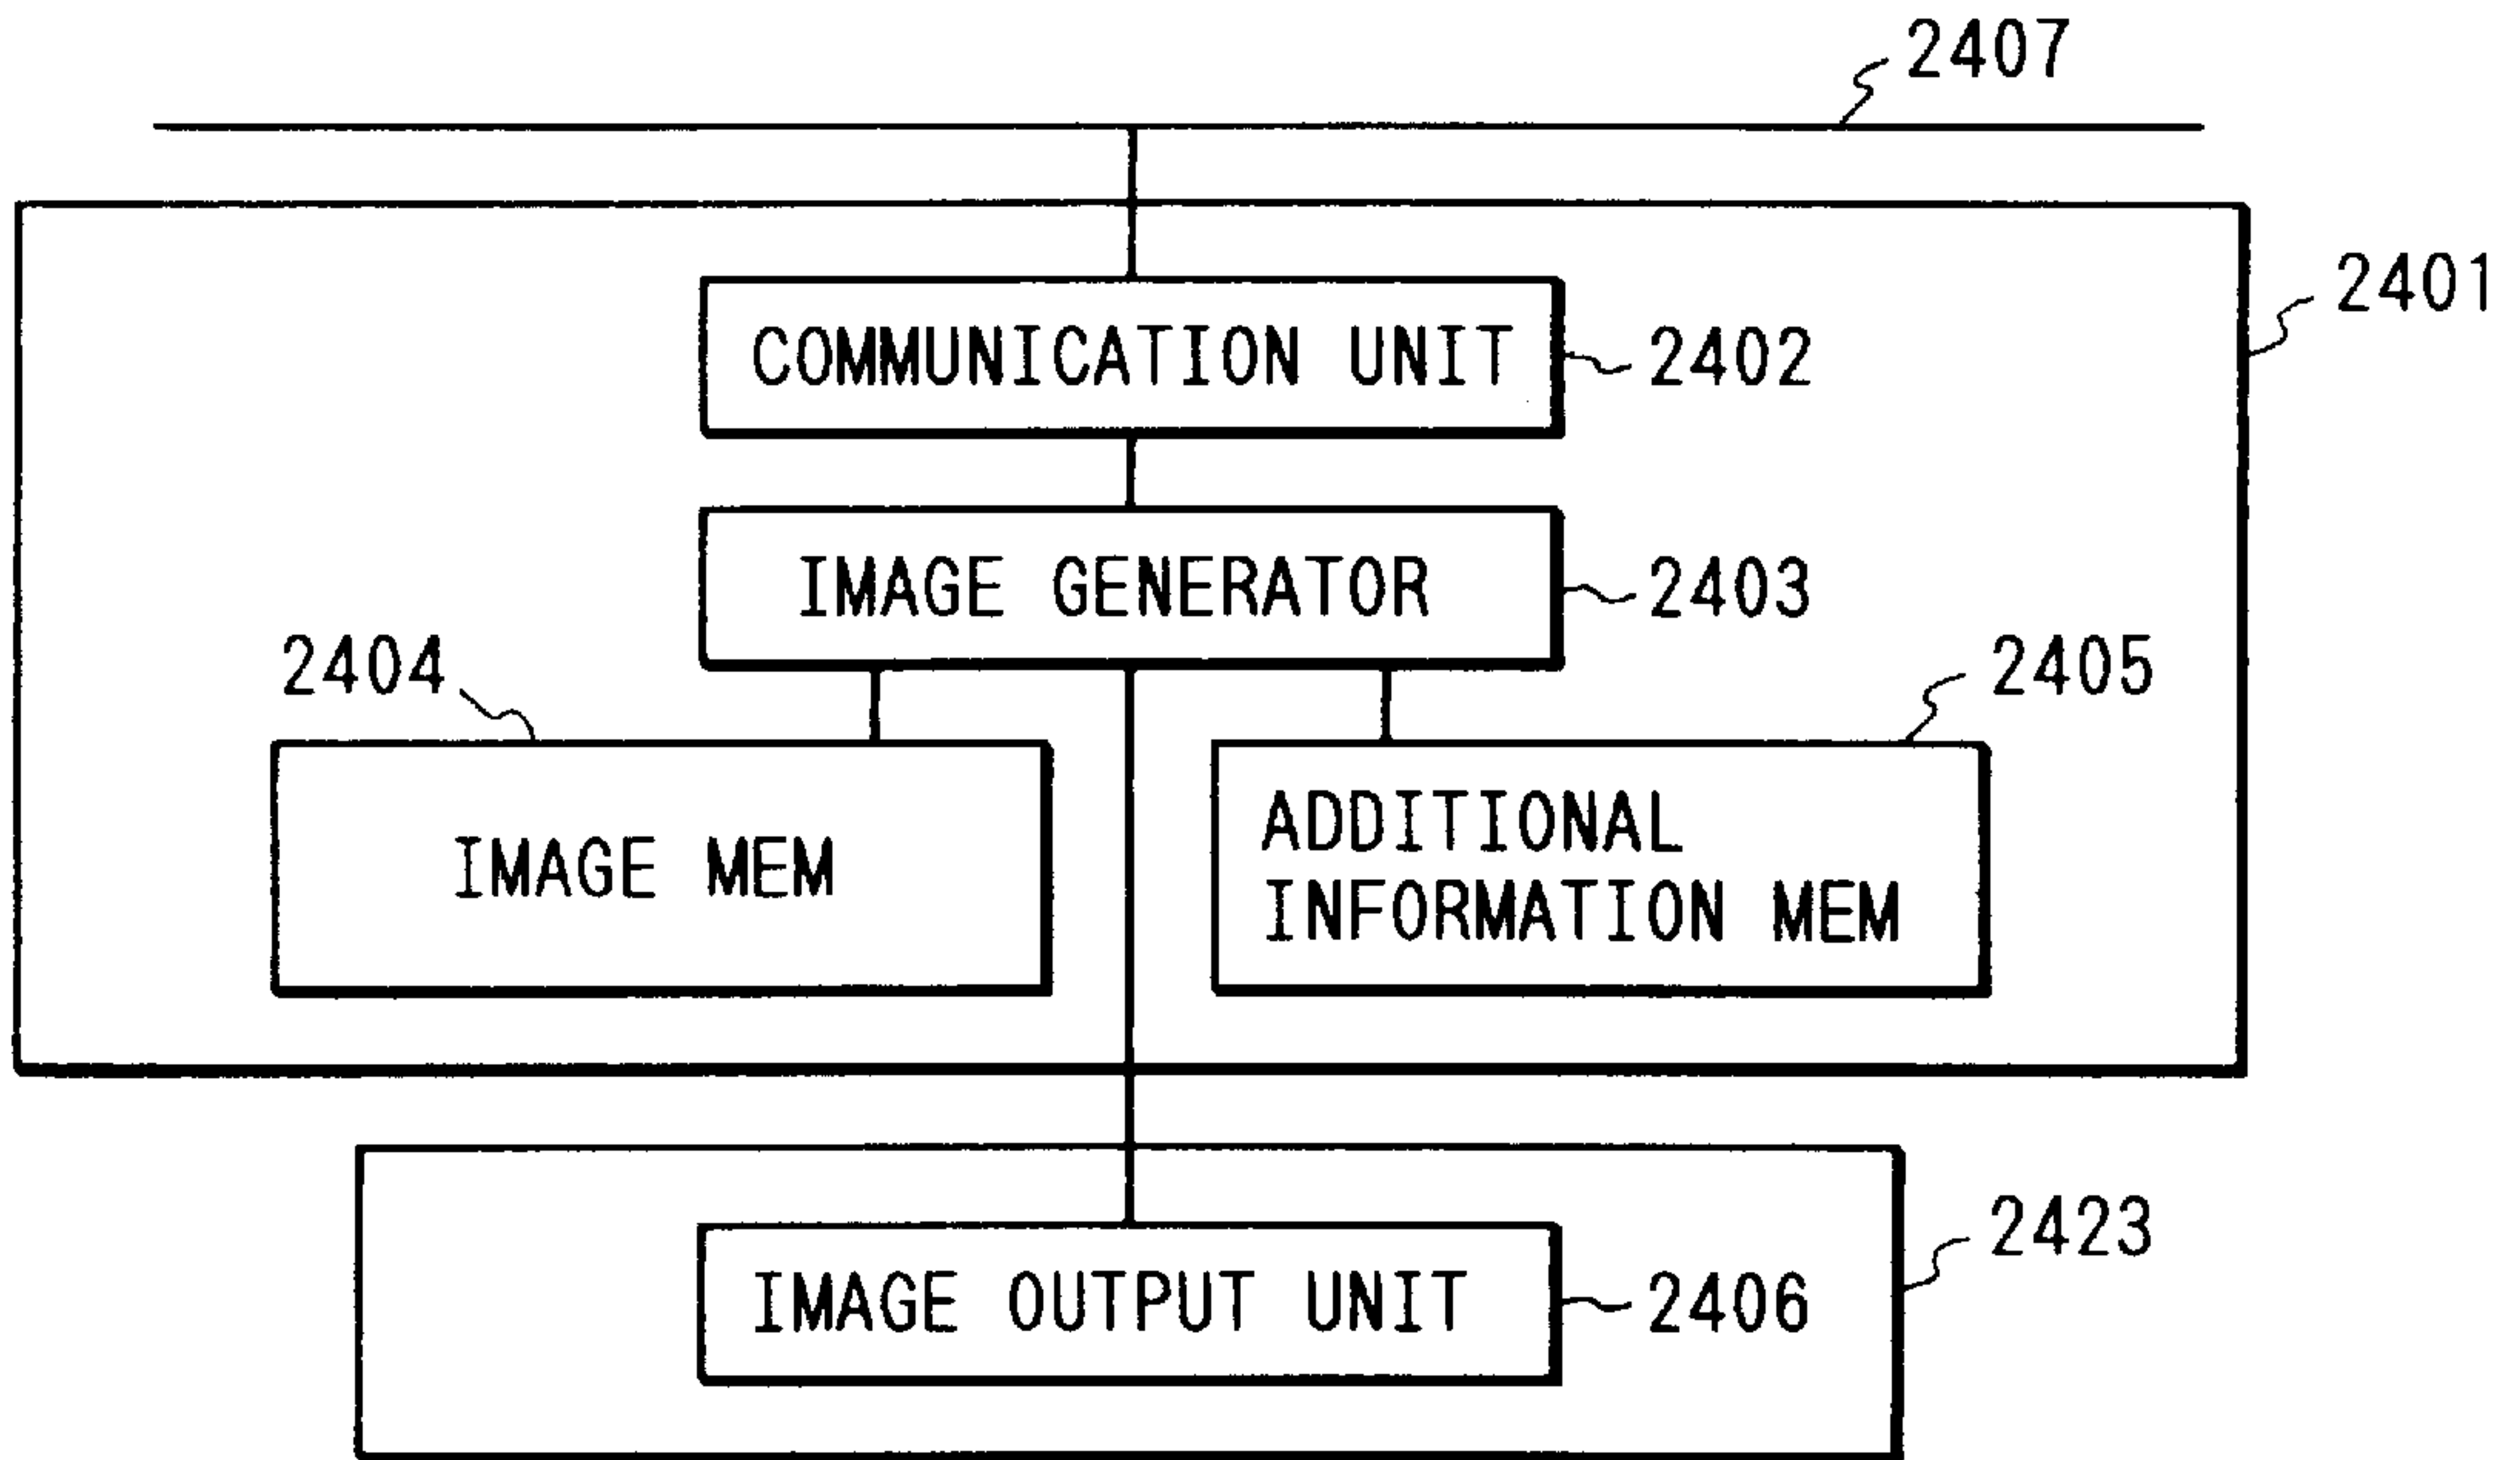 2407
2401
COMMUNICATION UNIT
2402
IMAGE GENERATOR
2403
2404
2405
IMAGE MEM
ADDITIONAL
INFORMATION MEM
2423
IMAGE OUTPUT UNIT
2406